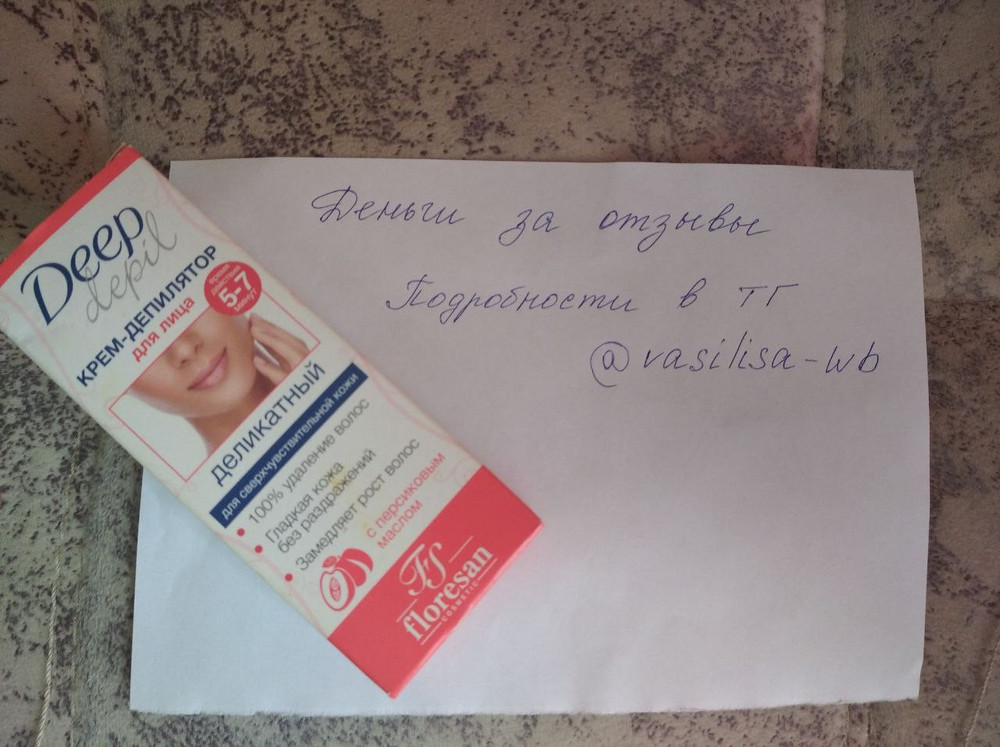 Deep
depil
КРЕМ-ДЕПИЛЯТОР
для лица
время
действия
5-7
минут
деликатный
для сверхчувствительной кожи
• 100% удаление волос
• Гладкая кожа
без раздражений
• Замедляет рост волос
с персиковым
маслом
FS
floresan
COSMETIC
Деньги за отзывы
Подробности в тг
@vasilisa-wb